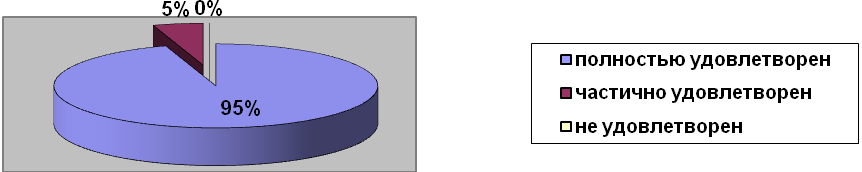 5% 0%
95%
полностью удовлетворен
частично удовлетворен
не удовлетворен